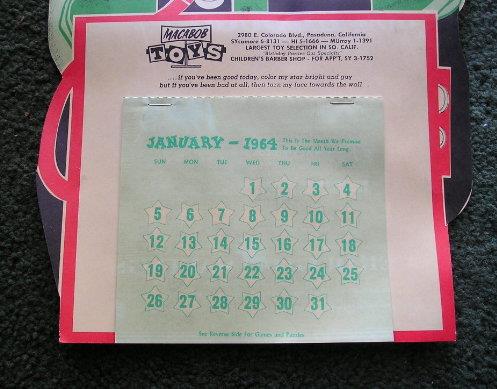 MACABOB
TOYS
2980 E. Colorado Blvd., Pasadena, California
SYcamore 5-8131 — HI 5-1666 — MUrray 1-1391
LARGEST TOY SELECTION IN SO. CALIF.
"Birthday Parties Our Specialty"
CHILDREN'S BARBER SHOP - FOR APP'T, SY 3-1752
....if you've been good today, color my star bright and gay
but if you've been bad at all, then turn my face towards the wall
JANUARY - 1964
This Is The Month We Promise
To Be Good All Year Long.
SUN MON TUE WED THU FRI SAT
1 2 3 4
5 6 7 8 9 10 11
12 13 14 15 16 17 18
19 20 21 22 23 24 25
26 27 28 29 30 31
See Reverse Side For Games and Puzzles